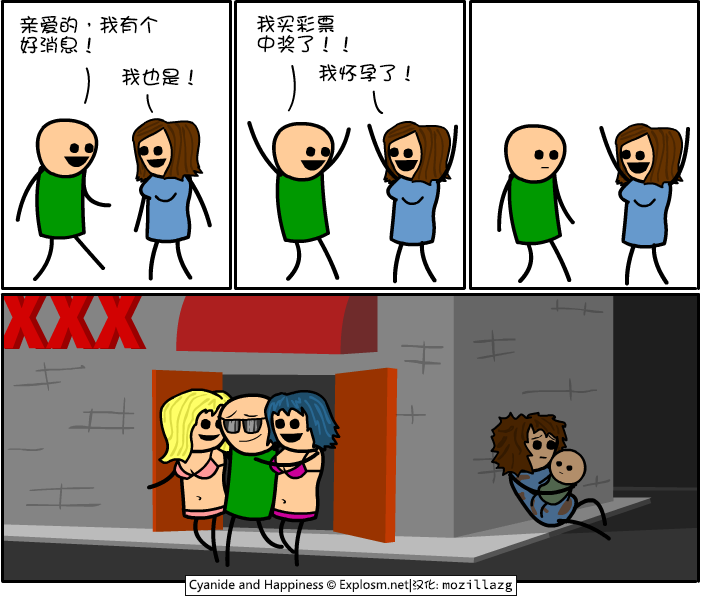 亲爱的，我有个
好消息！
我也是！
我买彩票
中奖了！！
我怀孕了！
XXX
Cyanide and Happiness © Explosm.net|汉化: mozillazg